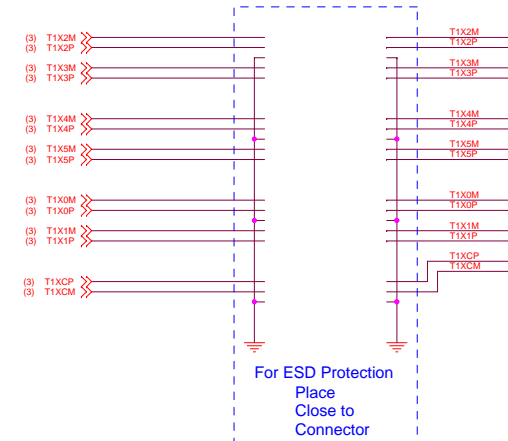 (3) T1X2M T1X2M
(3) T1X2P T1X2P
(3) T1X3M T1X3M
(3) T1X3P T1X3P
(3) T1X4M T1X4M
(3) T1X4P T1X4P
(3) T1X5M T1X5M
(3) T1X5P T1X5P
(3) T1X0M T1X0M
(3) T1X0P T1X0P
(3) T1X1M T1X1M
(3) T1X1P T1X1P
T1XCP
T1XCM
(3) T1XCP
(3) T1XCM
For ESD Protection
Place
Close to
Connector